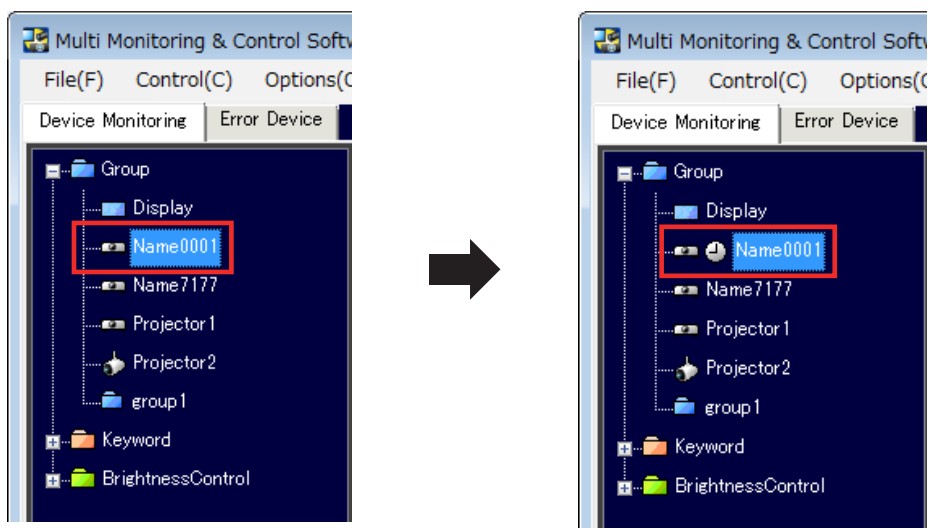 Multi Monitoring & Control Softw
File(F) Control(C) Options(
Device Monitoring Error Device
Group
Display
Name0001
Name7177
Projector1
Projector2
group1
Keyword
BrightnessControl
Multi Monitoring & Control Soft
File(F) Control(C) Options(
Device Monitoring Error Device
Group
Display
Name0001
Name7177
Projector1
Projector2
group1
Keyword
BrightnessControl